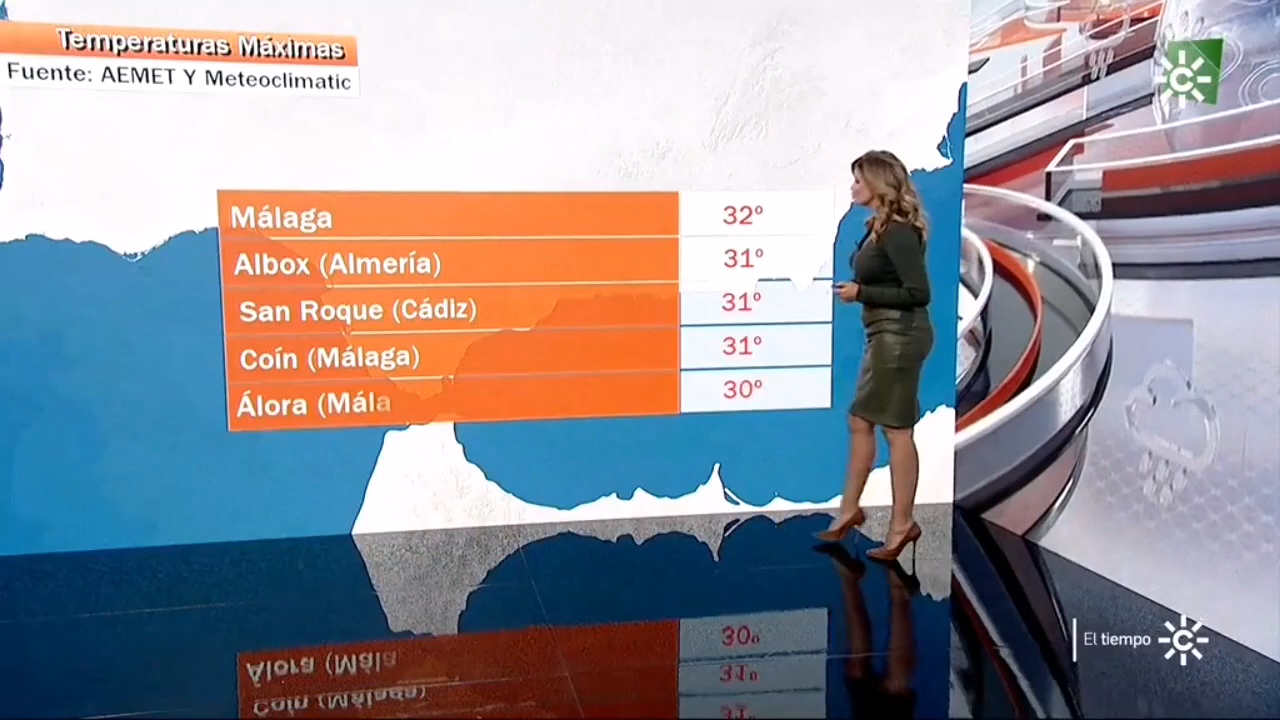 Temperaturas Máximas
Fuente: AEMET Y Meteoclimatic
Málaga 32º
Albox (Almería) 31º
San Roque (Cádiz) 31º
Coín (Málaga) 31º
Álora (Mála 30º
El tiempo